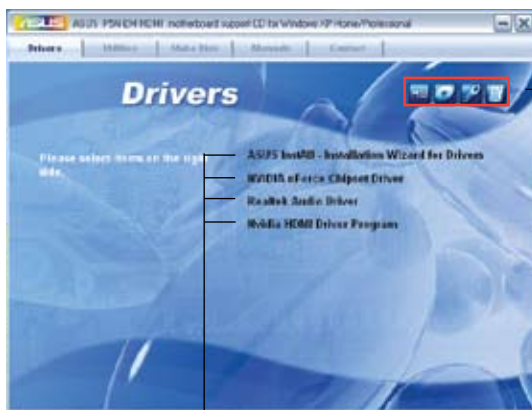 ASUS P5N-EM HDMI motherboard support CD for Windows XP Home/Professional
Drivers Utilities Make Disk Manuals Contact
Drivers
Please select items on the right side.
ASUS InstAll - Installation Wizard for Drivers
NVIDIA nForce Chipset Driver
Realtek Audio Driver
Nvidia HDMI Driver Program